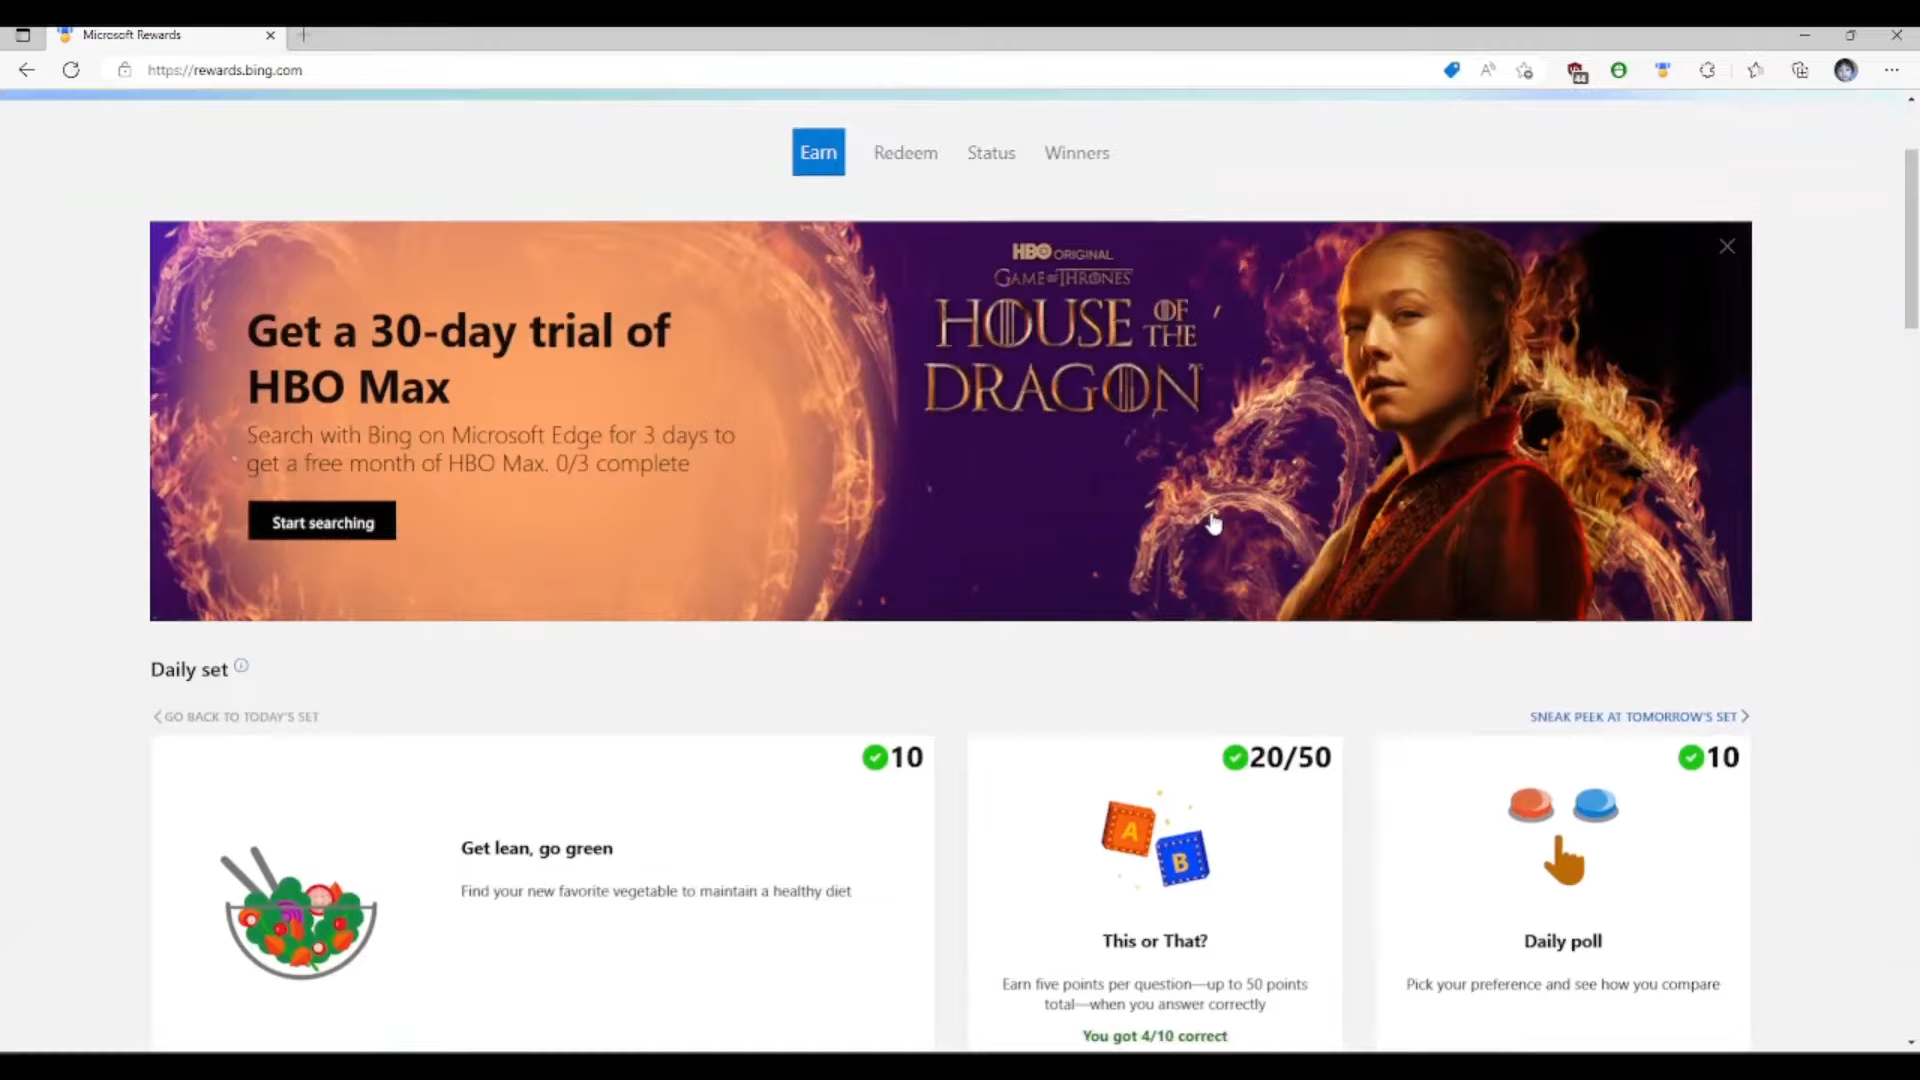 Microsoft Rewards
https://rewards.bing.com
44
Earn
Redeem
Status
Winners
HBO ORIGINAL
GAME OF THRONES
HOUSE OF THE
DRAGON
Get a 30-day trial of
HBO Max
Search with Bing on Microsoft Edge for 3 days to
get a free month of HBO Max. 0/3 complete
Start searching
Daily set
GO BACK TO TODAY'S SET
SNEAK PEEK AT TOMORROW'S SET
10
Get lean, go green
Find your new favorite vegetable to maintain a healthy diet
20/50
A
B
This or That?
Earn five points per question—up to 50 points
total—when you answer correctly
You got 4/10 correct
10
Daily poll
Pick your preference and see how you compare